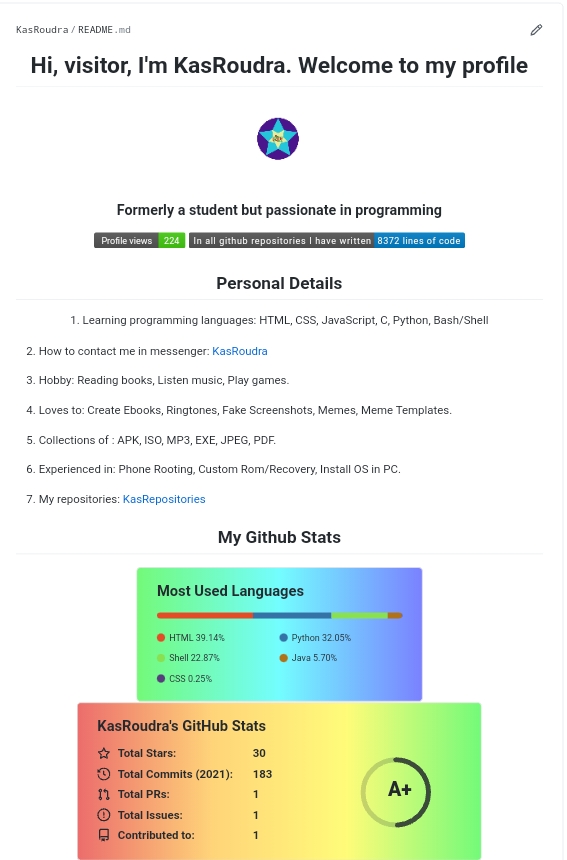 KasRoudra / README.md
Hi, visitor, I'm KasRoudra. Welcome to my profile
Formerly a student but passionate in programming
Profile views 224 In all github repositories I have written 8372 lines of code
Personal Details
1. Learning programming languages: HTML, CSS, JavaScript, C, Python, Bash/Shell
2. How to contact me in messenger: KasRoudra
3. Hobby: Reading books, Listen music, Play games.
4. Loves to: Create Ebooks, Ringtones, Fake Screenshots, Memes, Meme Templates.
5. Collections of : APK, ISO, MP3, EXE, JPEG, PDF.
6. Experienced in: Phone Rooting, Custom Rom/Recovery, Install OS in PC.
7. My repositories: KasRepositories
My Github Stats
Most Used Languages
HTML 39.14% Python 32.05%
Shell 22.87% Java 5.70%
CSS 0.25%
KasRoudra's GitHub Stats
Total Stars: 30
Total Commits (2021): 183
Total PRs: 1
Total Issues: 1
Contributed to: 1
A+